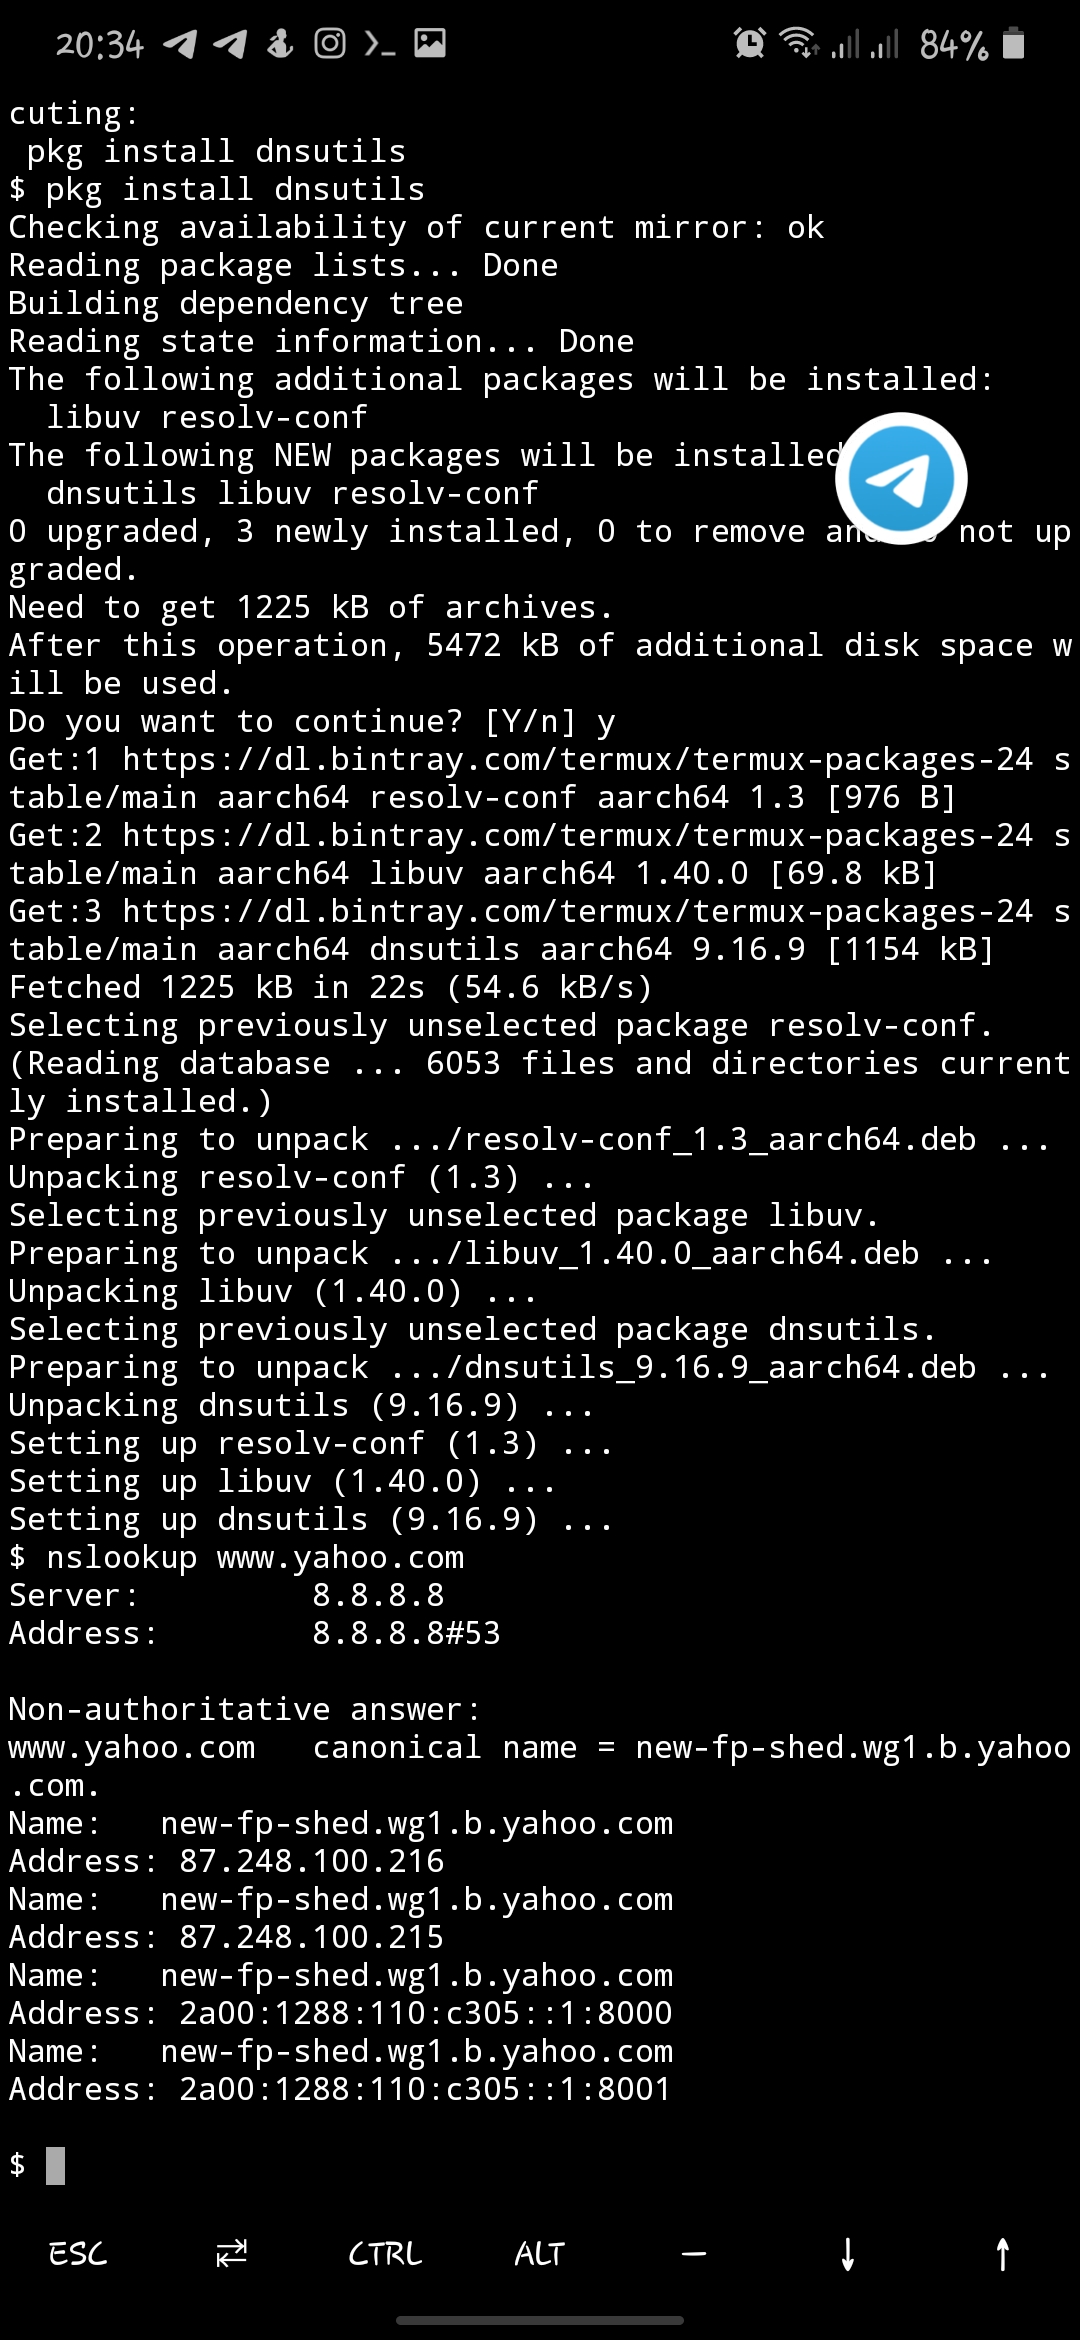 20:34 84%
cuting:
 pkg install dnsutils
$ pkg install dnsutils
Checking availability of current mirror: ok
Reading package lists... Done
Building dependency tree
Reading state information... Done
The following additional packages will be installed:
  libuv resolv-conf
The following NEW packages will be installed
  dnsutils libuv resolv-conf
0 upgraded, 3 newly installed, 0 to remove and not up
graded.
Need to get 1225 kB of archives.
After this operation, 5472 kB of additional disk space w
ill be used.
Do you want to continue? [Y/n] y
Get:1 https://dl.bintray.com/termux/termux-packages-24 s
table/main aarch64 resolv-conf aarch64 1.3 [976 B]
Get:2 https://dl.bintray.com/termux/termux-packages-24 s
table/main aarch64 libuv aarch64 1.40.0 [69.8 kB]
Get:3 https://dl.bintray.com/termux/termux-packages-24 s
table/main aarch64 dnsutils aarch64 9.16.9 [1154 kB]
Fetched 1225 kB in 22s (54.6 kB/s)
Selecting previously unselected package resolv-conf.
(Reading database ... 6053 files and directories current
ly installed.)
Preparing to unpack .../resolv-conf_1.3_aarch64.deb ...
Unpacking resolv-conf (1.3) ...
Selecting previously unselected package libuv.
Preparing to unpack .../libuv_1.40.0_aarch64.deb ...
Unpacking libuv (1.40.0) ...
Selecting previously unselected package dnsutils.
Preparing to unpack .../dnsutils_9.16.9_aarch64.deb ...
Unpacking dnsutils (9.16.9) ...
Setting up resolv-conf (1.3) ...
Setting up libuv (1.40.0) ...
Setting up dnsutils (9.16.9) ...
$ nslookup www.yahoo.com
Server:         8.8.8.8
Address:        8.8.8.8#53
Non-authoritative answer:
www.yahoo.com   canonical name = new-fp-shed.wg1.b.yahoo
.com.
Name:   new-fp-shed.wg1.b.yahoo.com
Address: 87.248.100.216
Name:   new-fp-shed.wg1.b.yahoo.com
Address: 87.248.100.215
Name:   new-fp-shed.wg1.b.yahoo.com
Address: 2a00:1288:110:c305::1:8000
Name:   new-fp-shed.wg1.b.yahoo.com
Address: 2a00:1288:110:c305::1:8001
$
ESC ⇄ CTRL ALT — ↓ ↑